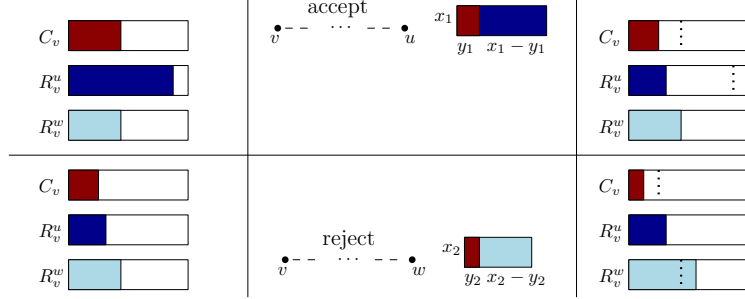 accept
C_v
v ... u
x_1
y_1 x_1 − y_1
C_v
R_v^u
R_v^u
R_v^w
R_v^w
C_v
C_v
R_v^u
reject
R_v^u
x_2
v ... w
y_2 x_2 − y_2
R_v^w
R_v^w